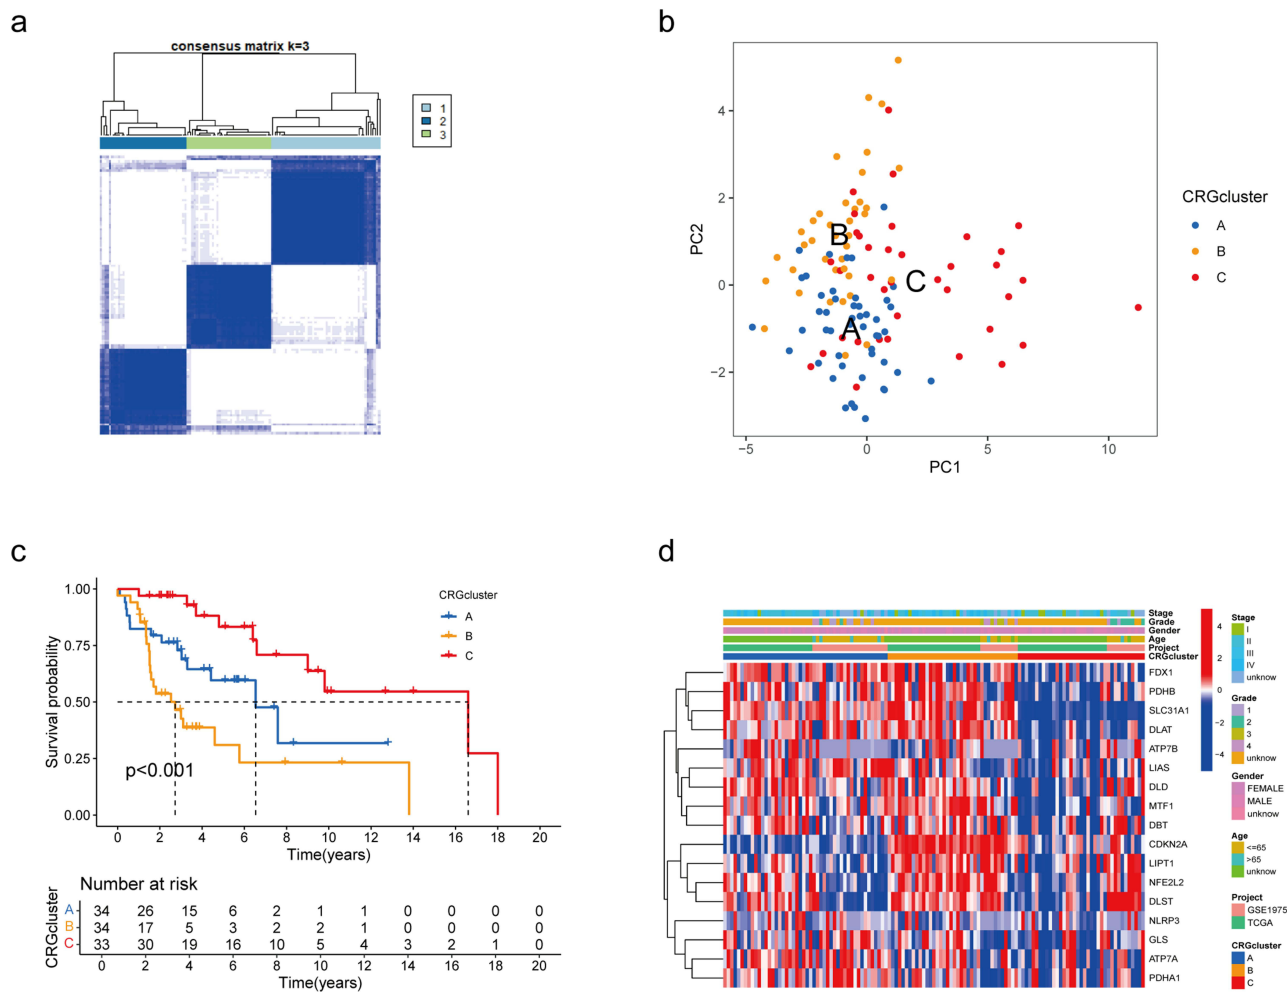 a
consensus matrix k=3
1
2
3
b
4
2
0
−2
PC2
−5
0
5
10
PC1
CRGcluster
A
B
C
B
C
A
c
1.00
0.75
0.50
0.25
0.00
Survival probability
p<0.001
CRGcluster
A
B
C
0 2 4 6 8 10 12 14 16 18 20
Time(years)
Number at risk
CRGcluster
A 34 26 15 6 2 1 1 0 0 0 0
B 34 17 5 3 2 2 1 0 0 0 0
C 33 30 19 16 10 5 4 3 2 1 0
0 2 4 6 8 10 12 14 16 18 20
Time(years)
d
Stage
Grade
Gender
Age
Project
CRGcluster
FDX1
PDHB
SLC31A1
DLAT
ATP7B
LIAS
DLD
MTF1
DBT
CDKN2A
LIPT1
NFE2L2
DLST
NLRP3
GLS
ATP7A
PDHA1
4
2
0
−2
−4
Stage
I
II
III
IV
unknow
Grade
1
2
3
4
unknow
Gender
FEMALE
MALE
unknow
Age
<=65
>65
unknow
Project
GSE1975
TCGA
CRGcluster
A
B
C